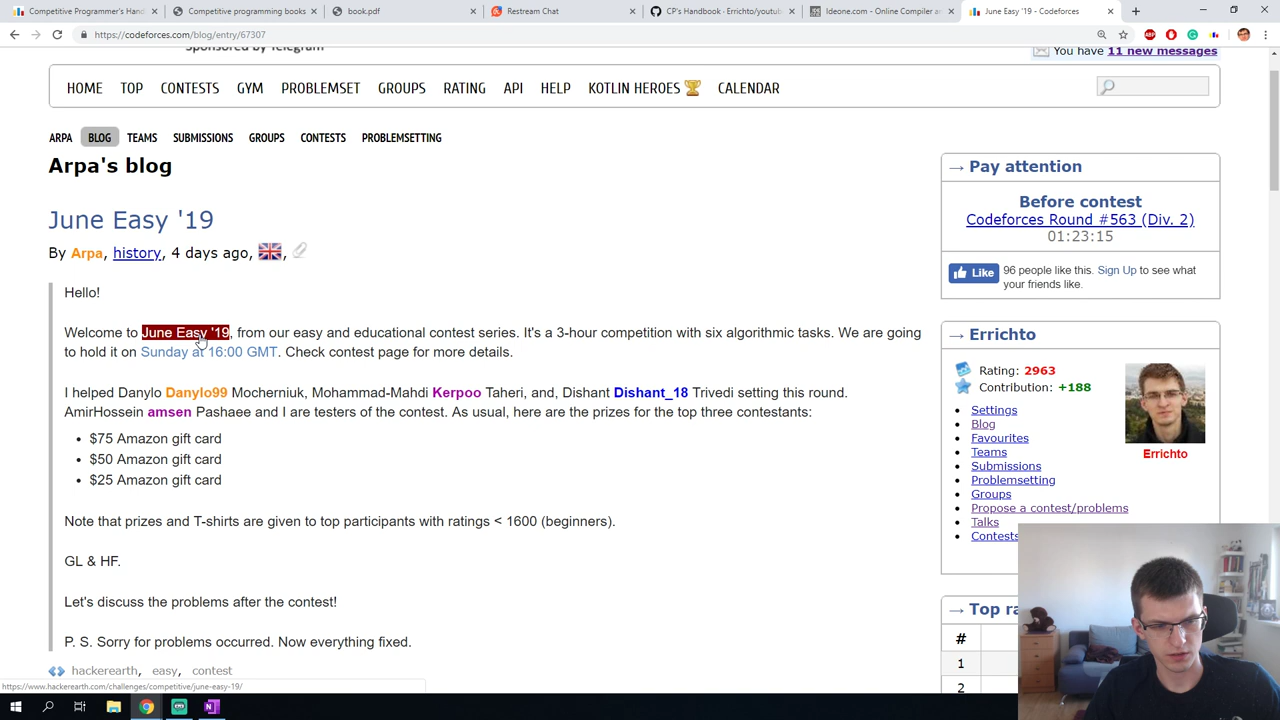 Competitive Programmer's Hand
Competitive programming books
book.pdf
Restream Chat
CP's Handbook · Errichto/youtub
Ideone.com - Online Compiler an
June Easy '19 - Codeforces
https://codeforces.com/blog/entry/67307
Sponsored by Telegram
You have 11 new messages
HOME TOP CONTESTS GYM PROBLEMSET GROUPS RATING API HELP KOTLIN HEROES CALENDAR
ARPA BLOG TEAMS SUBMISSIONS GROUPS CONTESTS PROBLEMSETTING
Arpa's blog
June Easy '19
By Arpa, history, 4 days ago, ,
Hello!
Welcome to June Easy '19, from our easy and educational contest series. It's a 3-hour competition with six algorithmic tasks. We are going
to hold it on Sunday at 16:00 GMT. Check contest page for more details.
I helped Danylo Danylo99 Mocherniuk, Mohammad-Mahdi Kerpoo Taheri, and, Dishant Dishant_18 Trivedi setting this round.
AmirHossein amsen Pashaee and I are testers of the contest. As usual, here are the prizes for the top three contestants:
• $75 Amazon gift card
• $50 Amazon gift card
• $25 Amazon gift card
Note that prizes and T-shirts are given to top participants with ratings < 1600 (beginners).
GL & HF.
Let's discuss the problems after the contest!
P. S. Sorry for problems occurred. Now everything fixed.
hackerearth, easy, contest
https://www.hackerearth.com/challenges/competitive/june-easy-19/
→ Pay attention
Before contest
Codeforces Round #563 (Div. 2)
01:23:15
Like
96 people like this. Sign Up to see what
your friends like.
→ Errichto
Rating: 2963
Contribution: +188
• Settings
• Blog
• Favourites
• Teams
• Submissions
• Problemsetting
• Groups
• Propose a contest/problems
• Talks
• Contests
Errichto
→ Top ra
#
1
2